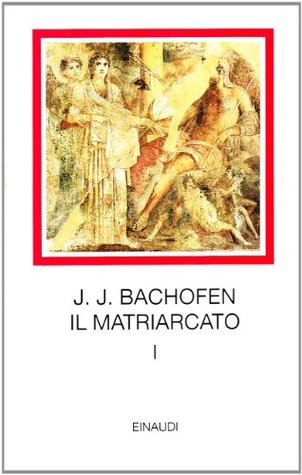 J. J. BACHOFEN
IL MATRIARCATO
I
EINAUDI